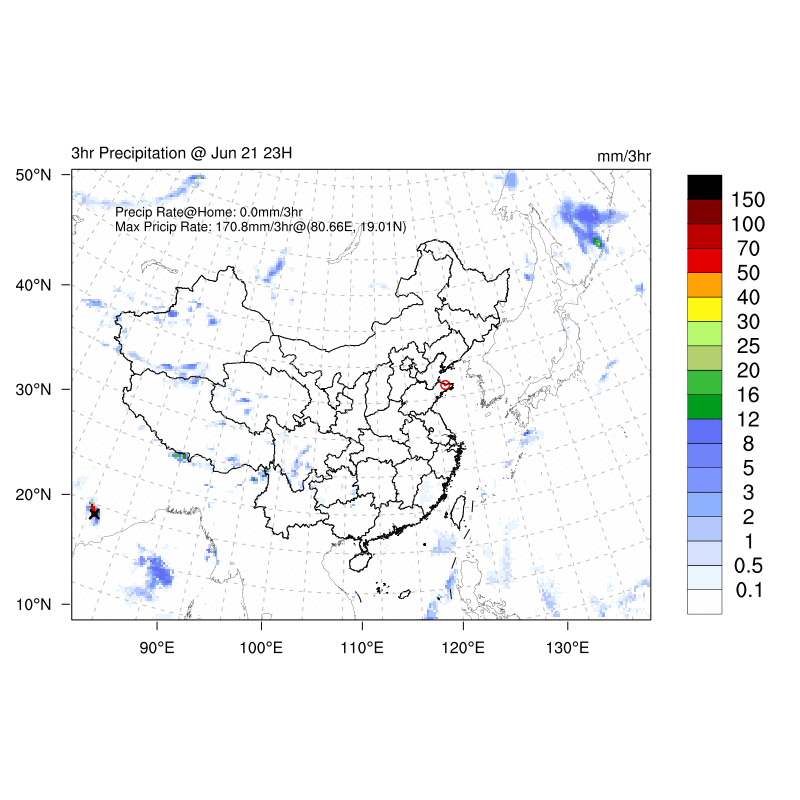 3hr Precipitation @ Jun 21 23H
mm/3hr
Precip Rate@Home: 0.0mm/3hr
Max Pricip Rate: 170.8mm/3hr@(80.66E, 19.01N)
50°N
40°N
30°N
20°N
10°N
90°E
100°E
110°E
120°E
130°E
150
100
70
50
40
30
25
20
16
12
8
5
3
2
1
0.5
0.1